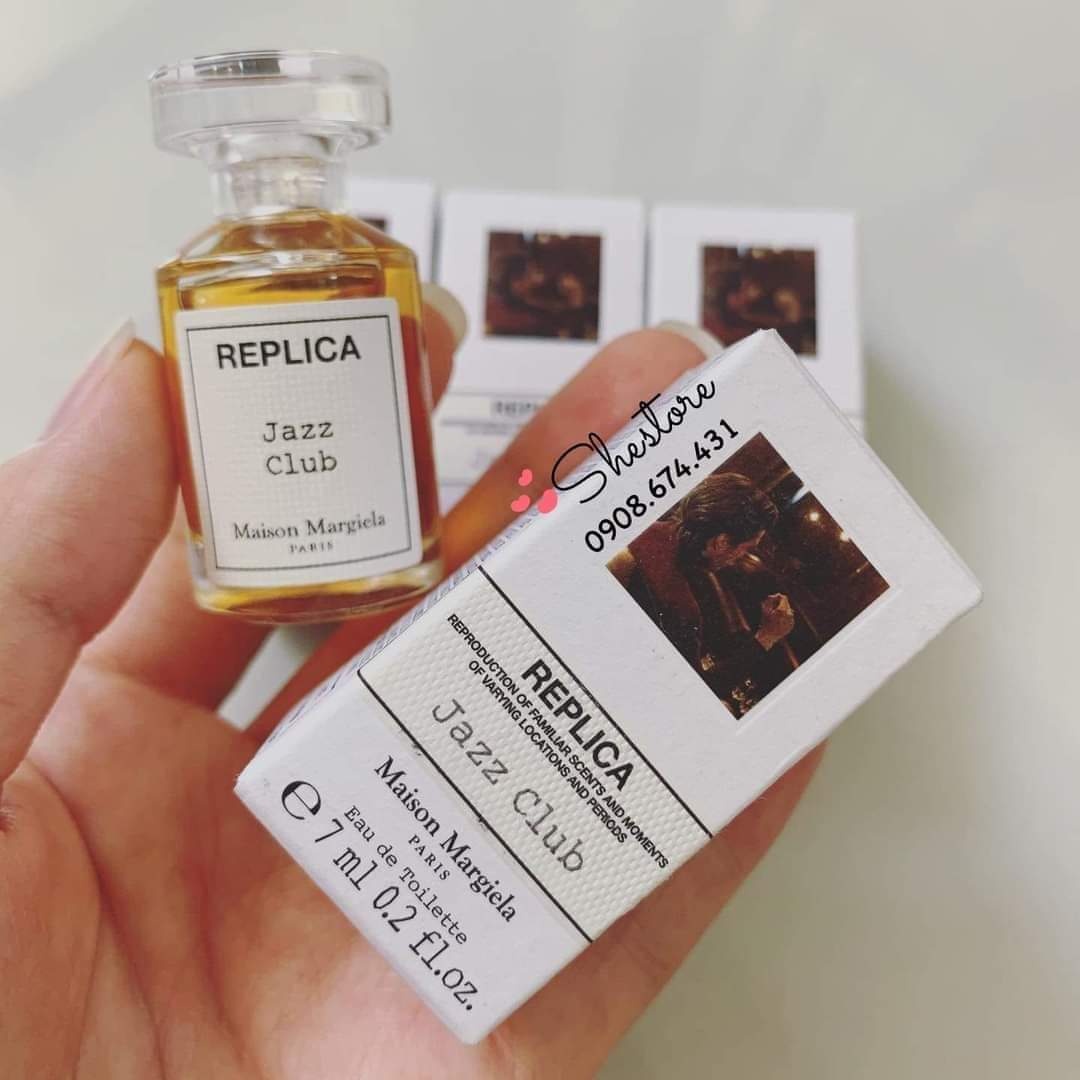 REPLICA
Jazz
Club
Maison Margiela
PARIS
Shestore
0908.674.431
REPLICA
REPRODUCTION OF FAMILIAR SCENTS AND MOMENTS
OF VARYING LOCATIONS AND PERIODS
Jazz Club
Maison Margiela
PARIS
Eau de Toilette
e 7 ml 0.2 fl.oz.